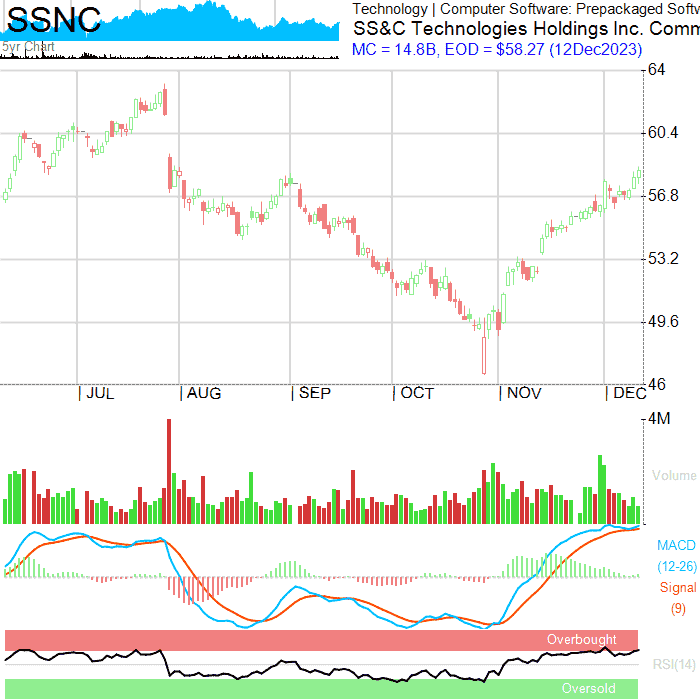 SSNC
5yr Chart
Technology | Computer Software: Prepackaged Softw
SS&C Technologies Holdings Inc. Comm
MC = 14.8B, EOD = $58.27 (12Dec2023)
64
60.4
56.8
53.2
49.6
46
JUL AUG SEP OCT NOV DEC
4M
Volume
MACD
(12-26)
Signal
(9)
Overbought
RSI(14)
Oversold